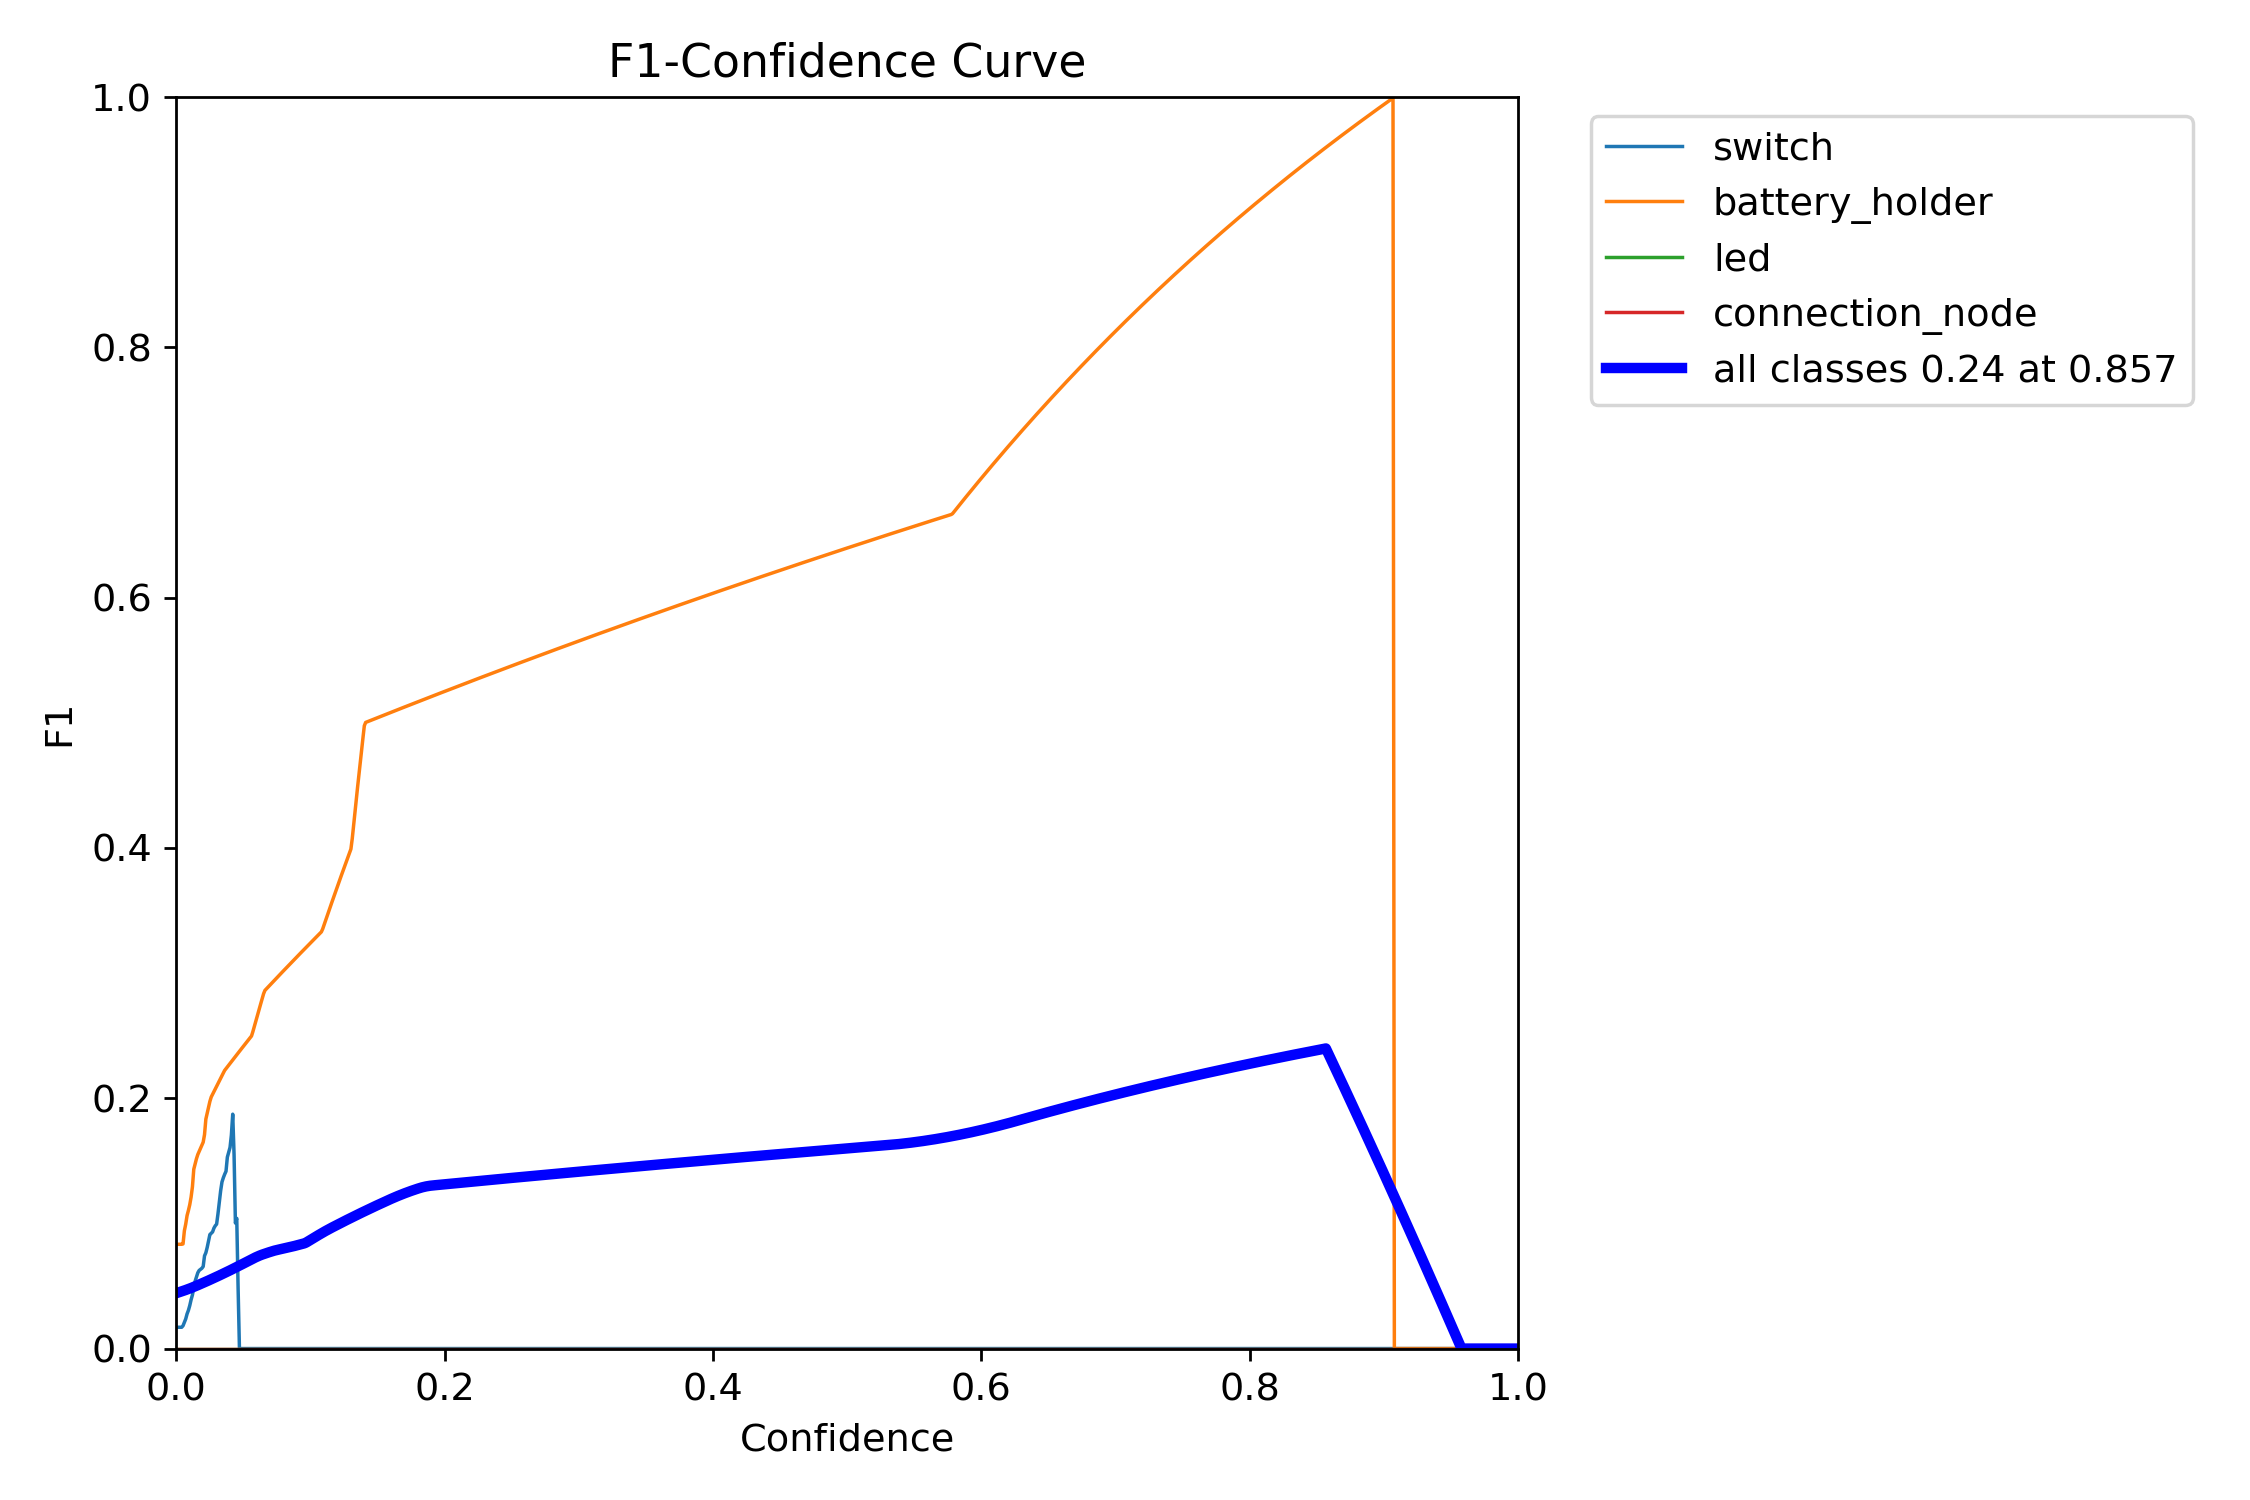 F1-Confidence Curve
1.0
0.8
0.6
0.4
0.2
0.0
F1
0.0 0.2 0.4 0.6 0.8 1.0
Confidence
switch
battery_holder
led
connection_node
all classes 0.24 at 0.857